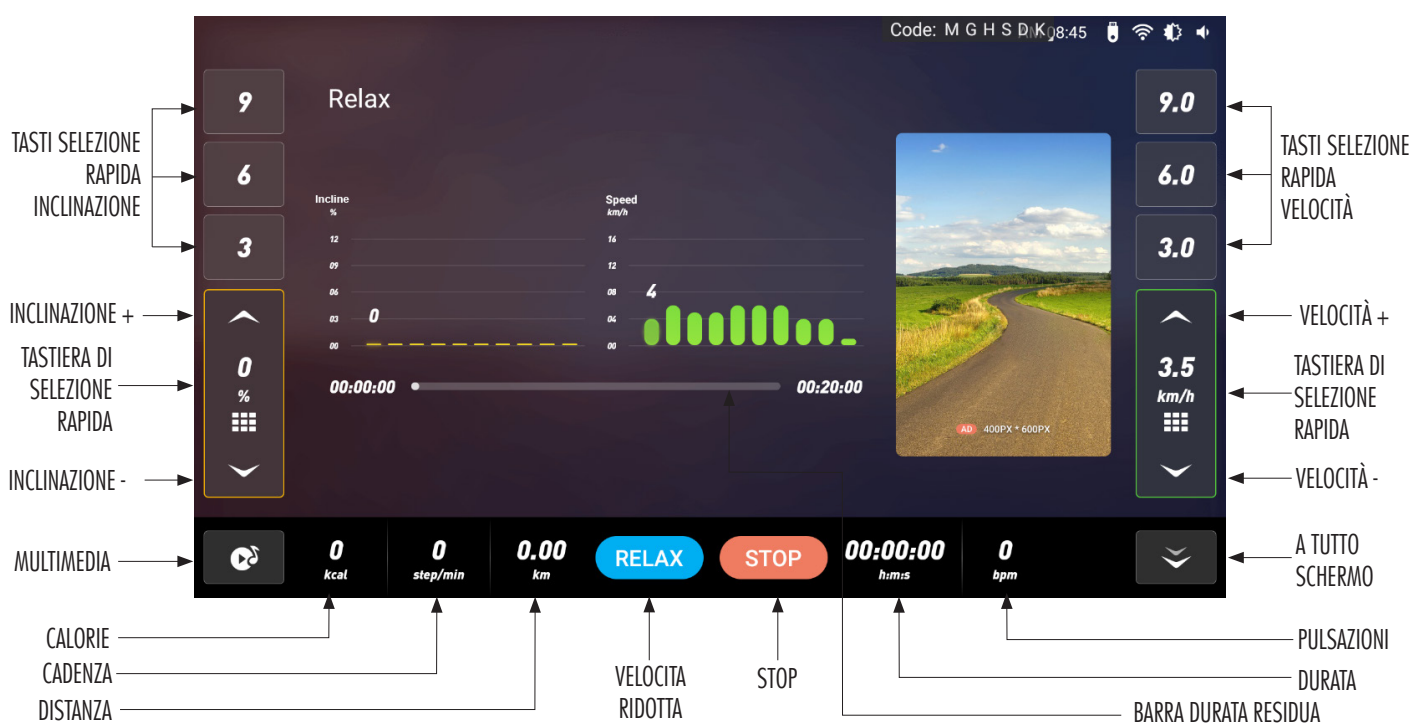 Code: M G H S D K 08:45
9
Relax
9.0
TASTI SELEZIONE
RAPIDA
INCLINAZIONE
6
6.0
TASTI SELEZIONE
RAPIDA
VELOCITÀ
3
3.0
Incline
%
12
09
06
03
00
0
Speed
km/h
16
12
08
04
00
4
INCLINAZIONE +
VELOCITÀ +
TASTIERA DI
SELEZIONE
RAPIDA
0
%
00:00:00
00:20:00
AD 400PX * 600PX
3.5
km/h
TASTIERA DI
SELEZIONE
RAPIDA
INCLINAZIONE -
VELOCITÀ -
MULTIMEDIA
0
kcal
0
step/min
0.00
km
RELAX
STOP
00:00:00
h:m:s
0
bpm
A TUTTO
SCHERMO
CALORIE
CADENZA
DISTANZA
VELOCITA
RIDOTTA
STOP
PULSAZIONI
DURATA
BARRA DURATA RESIDUA